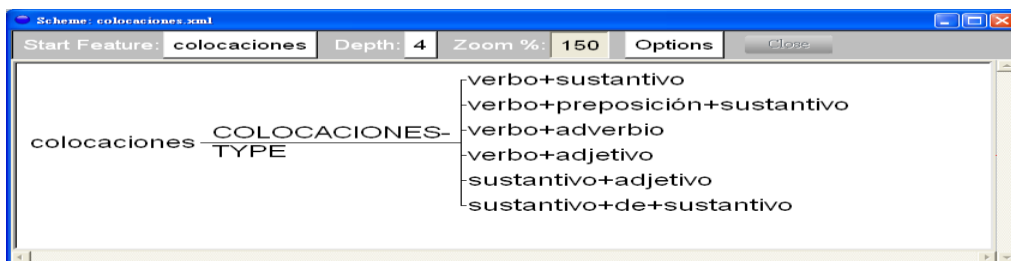 Scheme: colocaciones.xml
Start Feature: colocaciones Depth: 4 Zoom %: 150 Options Close
colocaciones COLOCACIONES-
TYPE
verbo+sustantivo
verbo+preposición+sustantivo
verbo+adverbio
verbo+adjetivo
sustantivo+adjetivo
sustantivo+de+sustantivo